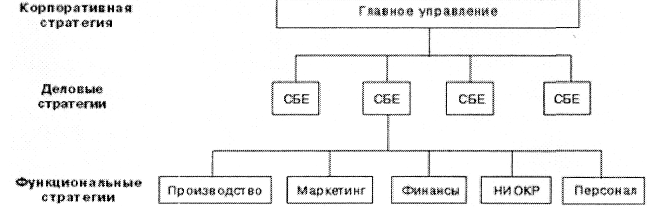 Корпоративная
стратегия
Главное управление
Деловые
стратегии
СБЕ СБЕ СБЕ СБЕ
Функциональные
стратегии
Производство Маркетинг Финансы НИОКР Персонал